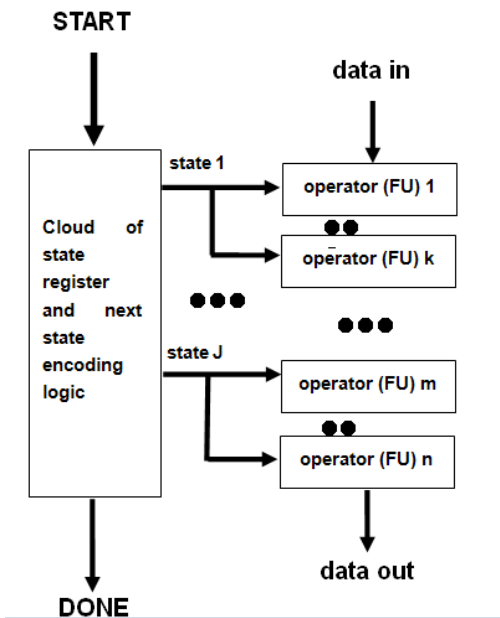 START
data in
state 1
operator (FU) 1
Cloud of
state
register
and next
state
encoding
logic
operator (FU) k
state J
operator (FU) m
operator (FU) n
data out
DONE